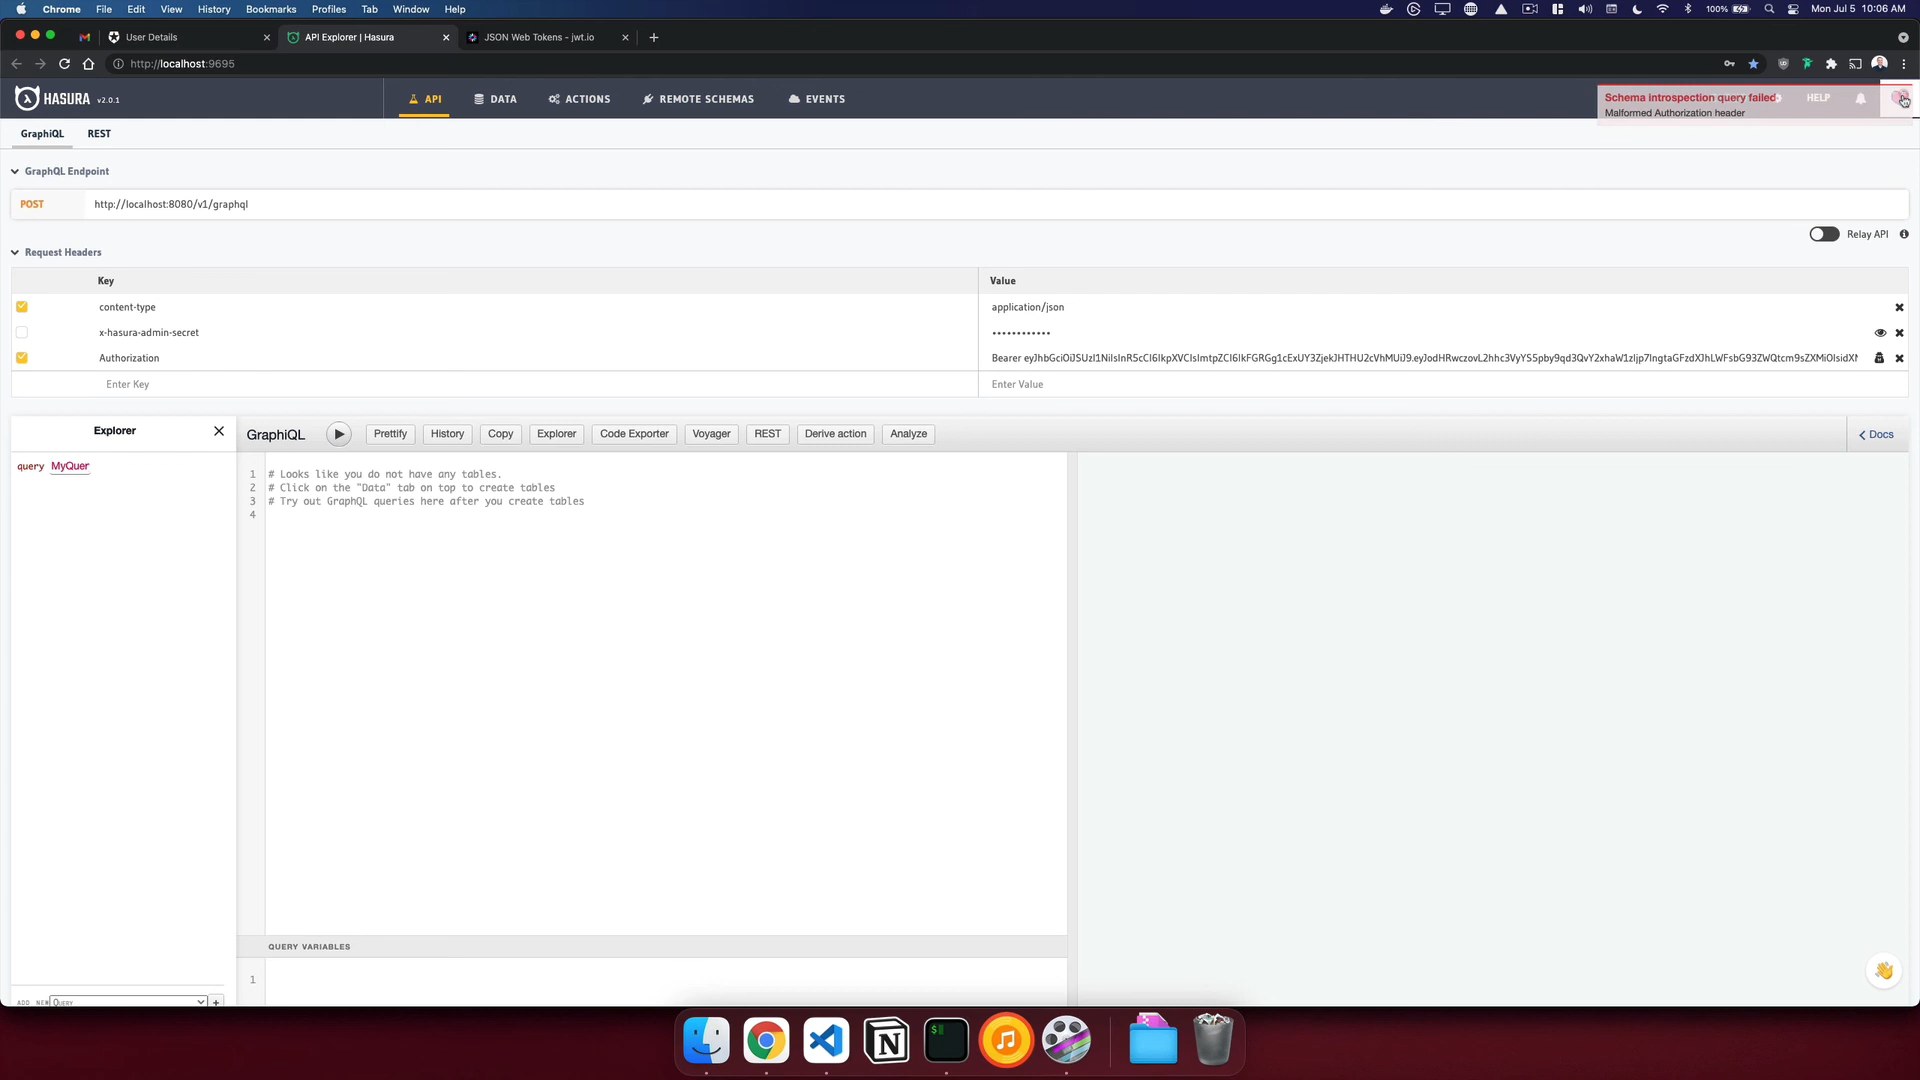 Chrome File Edit View History Bookmarks Profiles Tab Window Help 100% Mon Jul 5 10:06 AM
User Details API Explorer | Hasura JSON Web Tokens - jwt.io
http://localhost:9695
HASURA v2.0.1 API DATA ACTIONS REMOTE SCHEMAS EVENTS HELP
Schema introspection query failed
Malformed Authorization header
GraphiQL REST
GraphQL Endpoint
POST http://localhost:8080/v1/graphql
Relay API
Request Headers
Key Value
content-type application/json
x-hasura-admin-secret ••••••••••••
Authorization Bearer
Enter Key Enter Value
Explorer
GraphiQL Prettify History Copy Explorer Code Exporter Voyager REST Derive action Analyze Docs
query MyQuer
1 # Looks like you do not have any tables.
2 # Click on the "Data" tab on top to create tables
3 # Try out GraphQL queries here after you create tables
4
QUERY VARIABLES
1
ADD NEW Query +